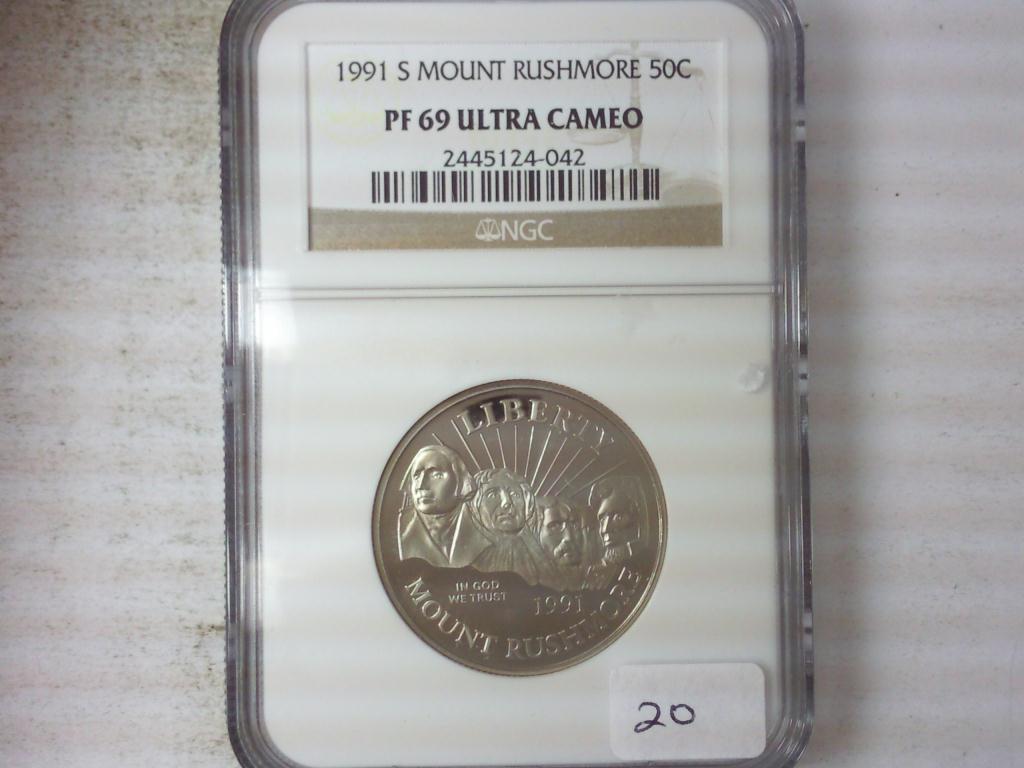 1991 S MOUNT RUSHMORE 50C
PF 69 ULTRA CAMEO
2445124-042
NGC
LIBERTY
IN GOD
WE TRUST
1991
MOUNT RUSHMORE
20